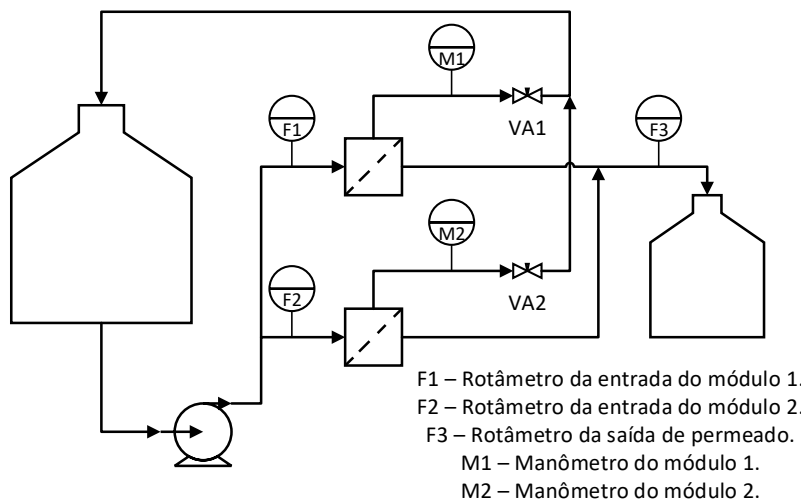 M1
F1
VA1
F3
M2
F2
VA2
F1 – Rotâmetro da entrada do módulo 1.
F2 – Rotâmetro da entrada do módulo 2.
F3 – Rotâmetro da saída de permeado.
M1 – Manômetro do módulo 1.
M2 – Manômetro do módulo 2.